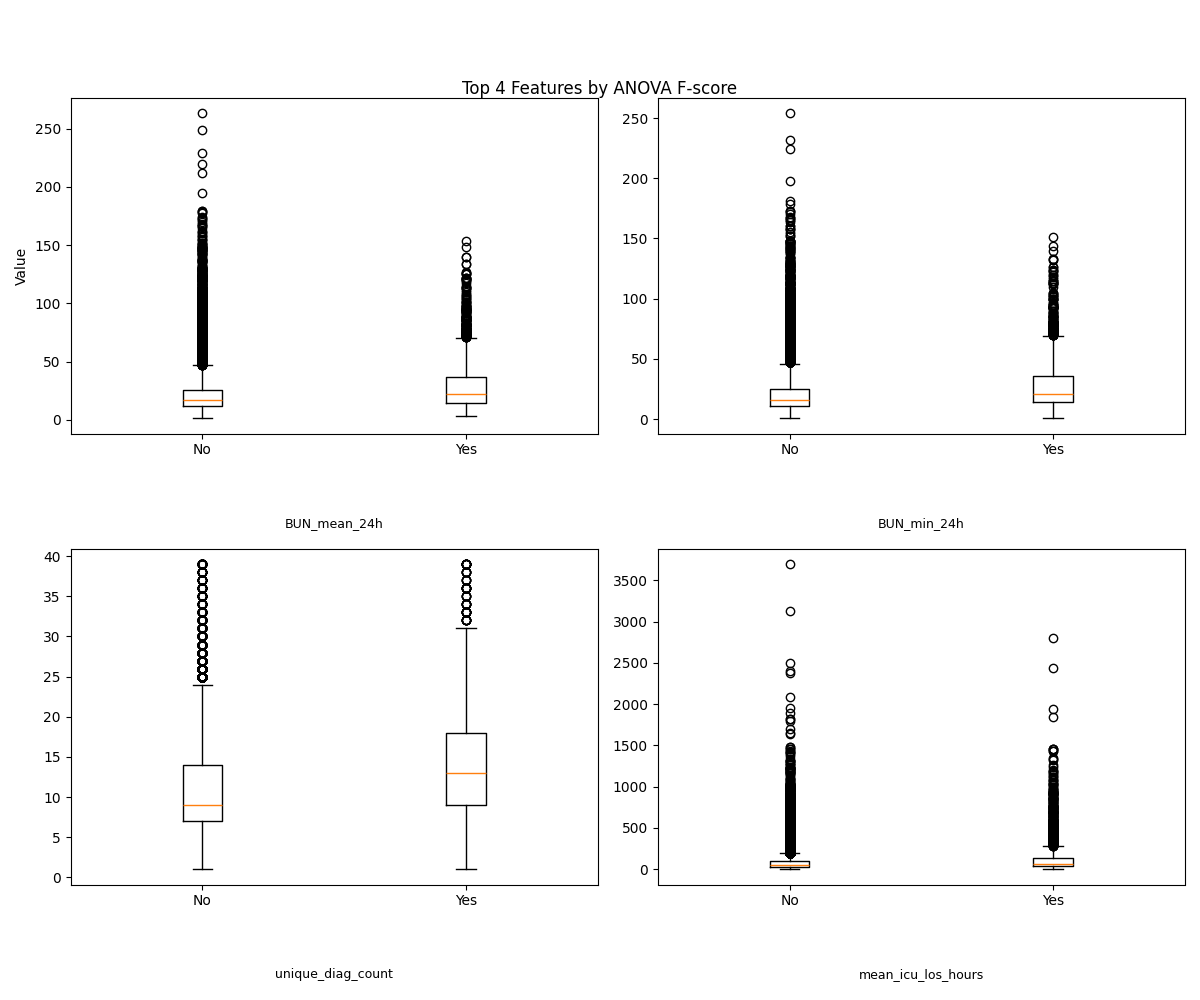 Top 4 Features by ANOVA F-score
Value
250
200
150
100
50
0
No Yes
BUN_mean_24h
250
200
150
100
50
0
No Yes
BUN_min_24h
40
35
30
25
20
15
10
5
0
No Yes
unique_diag_count
3500
3000
2500
2000
1500
1000
500
0
No Yes
mean_icu_los_hours